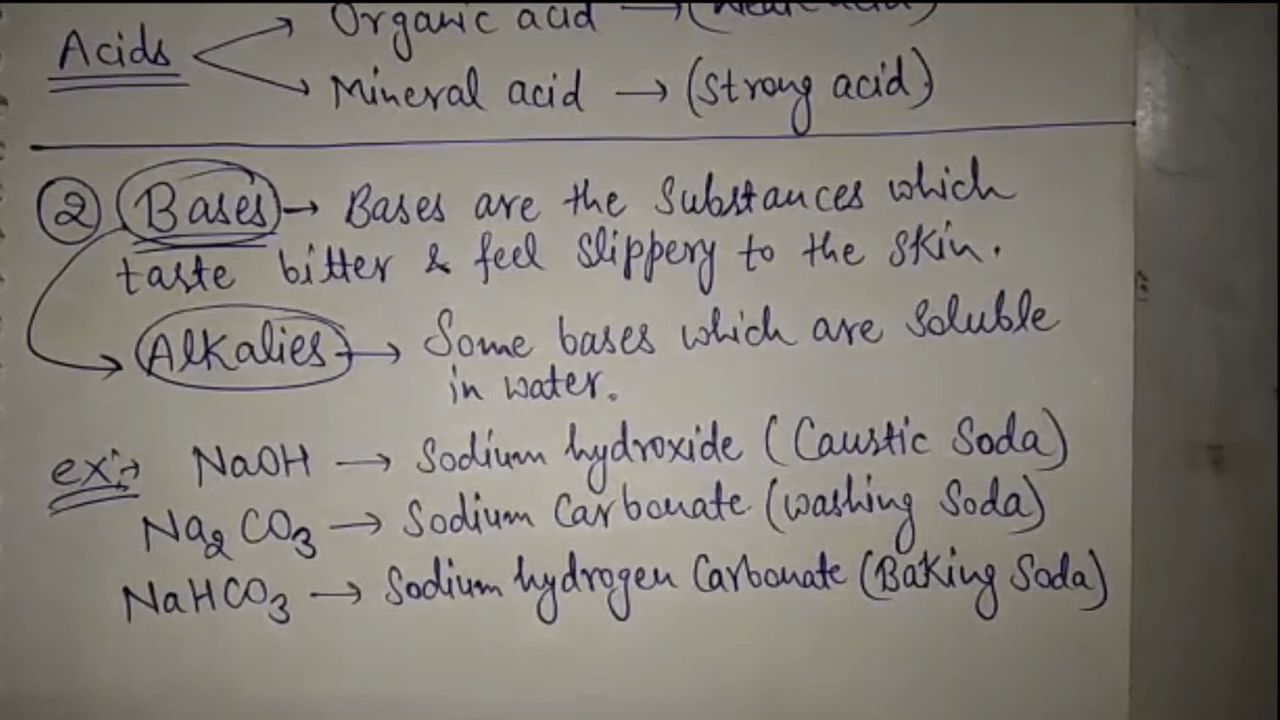 Organic acid → (Weak acid)
Acids
Mineral acid → (Strong acid)
② Bases → Bases are the substances which
taste bitter & feel slippery to the skin.
Alkalies → Some bases which are soluble
in water.
ex:→ NaOH → Sodium hydroxide (Caustic Soda)
Na₂CO₃ → Sodium Carbonate (washing Soda)
NaHCO₃ → Sodium hydrogen Carbonate (Baking Soda)